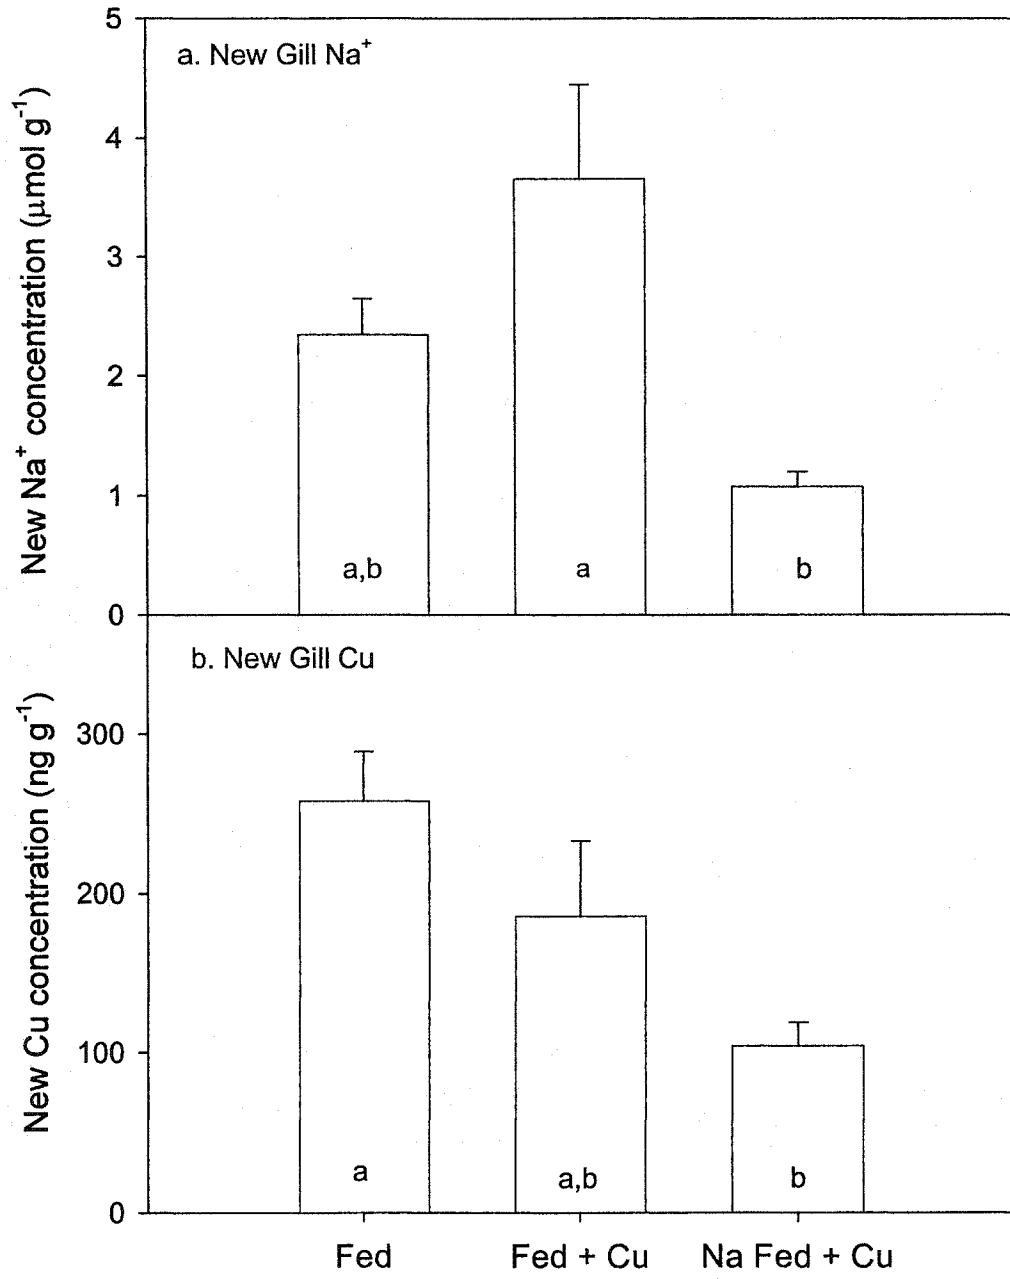 a. New Gill Na⁺
New Na⁺ concentration (μmol g⁻¹)
5
4
3
2
1
0
a,b
a
b
b. New Gill Cu
New Cu concentration (ng g⁻¹)
300
200
100
0
a
a,b
b
Fed
Fed + Cu
Na Fed + Cu